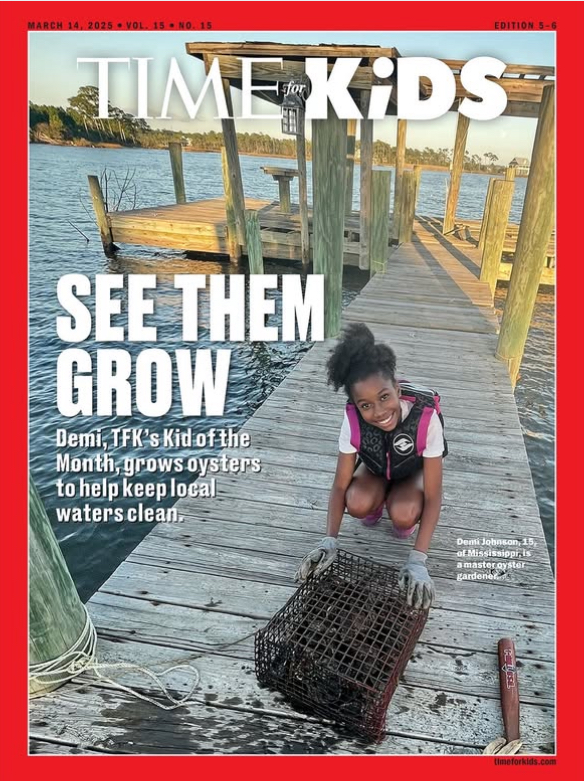 MARCH 14, 2025 • VOL. 15 • NO. 15
EDITION 5–6
TIME for KiDS
SEE THEM
GROW
Demi, TFK's Kid of the
Month, grows oysters
to help keep local
waters clean.
Demi Johnson, 15,
of Mississippi, is
a master oyster
gardener.
timeforkids.com